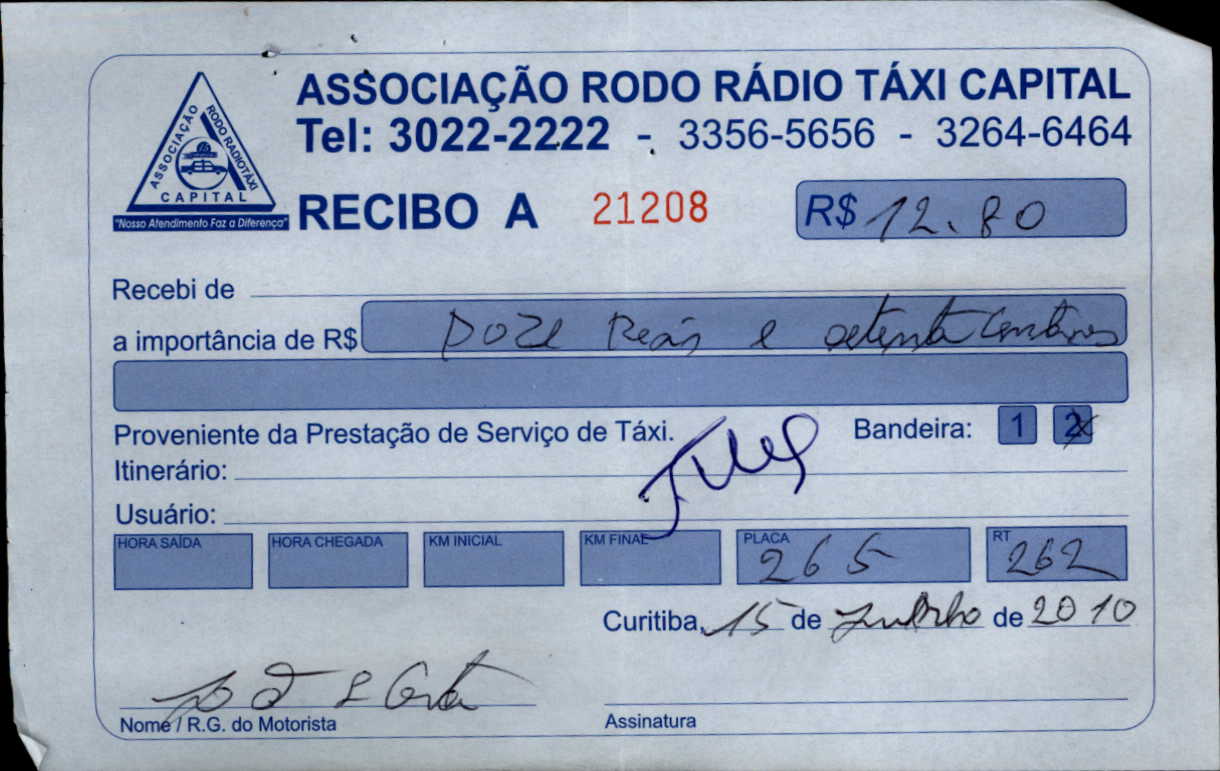 ASSOCIAÇÃO RODO RÁDIO TÁXI CAPITAL
Tel: 3022-2222 - 3356-5656 - 3264-6464
ASSOCIAÇÃO RODO RADIOTÁXI
CAPITAL
"Nosso Atendimento Faz a Diferença"
RECIBO A 21208 R$ 12.80
Recebi de
a importância de R$ Doze Reais e setenta centavos
Proveniente da Prestação de Serviço de Táxi. Bandeira: 1 2
Itinerário:
Usuário:
HORA SAÍDA HORA CHEGADA KM INICIAL KM FINAL PLACA 265 RT 262
Curitiba, 15 de de 2010
Nome / R.G. do Motorista Assinatura